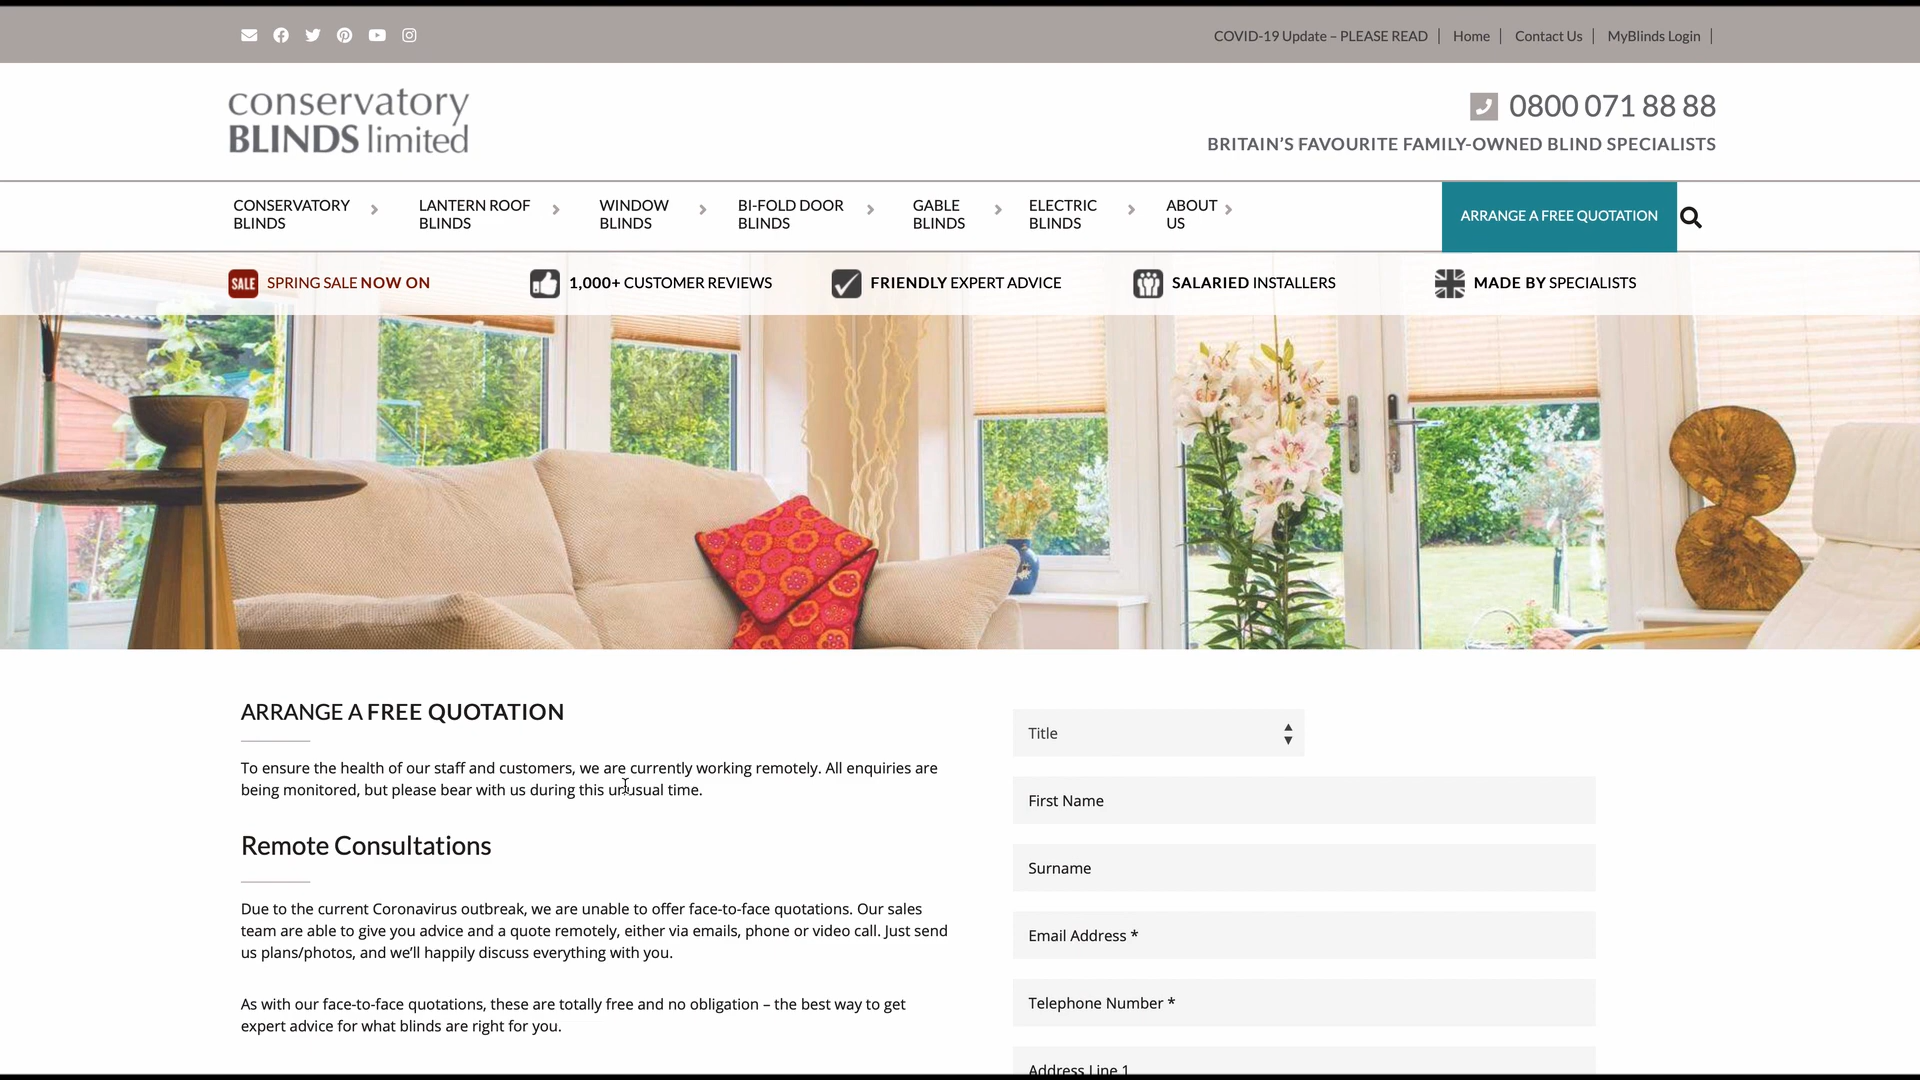 COVID-19 Update – PLEASE READ
Home
Contact Us
MyBlinds Login
conservatory
BLINDS limited
0800 071 88 88
BRITAIN'S FAVOURITE FAMILY-OWNED BLIND SPECIALISTS
CONSERVATORY
BLINDS
LANTERN ROOF
BLINDS
WINDOW
BLINDS
BI-FOLD DOOR
BLINDS
GABLE
BLINDS
ELECTRIC
BLINDS
ABOUT
US
ARRANGE A FREE QUOTATION
SALE
SPRING SALE NOW ON
1,000+ CUSTOMER REVIEWS
FRIENDLY EXPERT ADVICE
SALARIED INSTALLERS
MADE BY SPECIALISTS
ARRANGE A FREE QUOTATION
To ensure the health of our staff and customers, we are currently working remotely. All enquiries are
being monitored, but please bear with us during this unusual time.
Remote Consultations
Due to the current Coronavirus outbreak, we are unable to offer face-to-face quotations. Our sales
team are able to give you advice and a quote remotely, either via emails, phone or video call. Just send
us plans/photos, and we'll happily discuss everything with you.
As with our face-to-face quotations, these are totally free and no obligation – the best way to get
expert advice for what blinds are right for you.
Title
First Name
Surname
Email Address *
Telephone Number *
Address Line 1